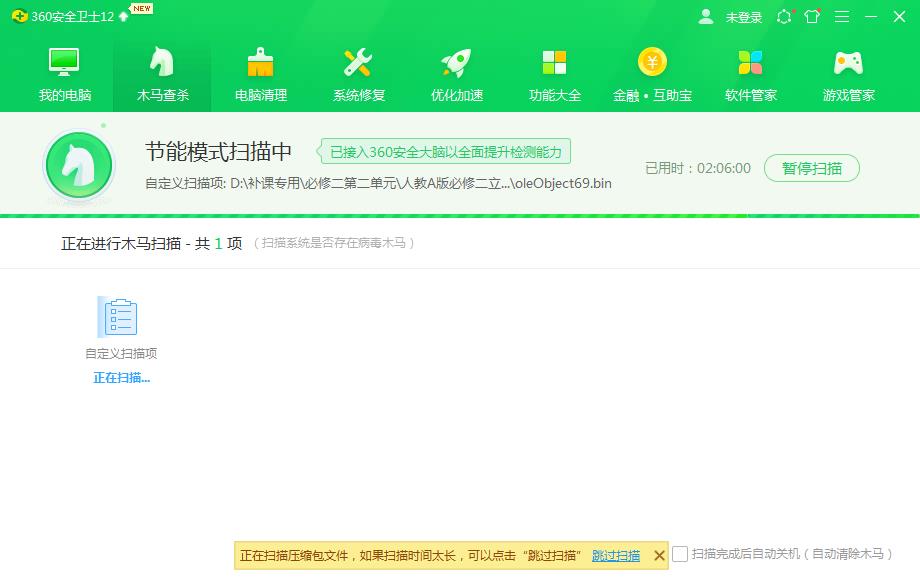 360安全卫士12
NEW
未登录
我的电脑
木马查杀
电脑清理
系统修复
优化加速
功能大全
金融•互助宝
软件管家
游戏管家
节能模式扫描中
已接入360安全大脑以全面提升检测能力
自定义扫描项: D:\补课专用\必修二第二单元\人教A版必修二立...\oleObject69.bin
已用时：02:06:00
暂停扫描
正在进行木马扫描 - 共 1 项 （扫描系统是否存在病毒木马）
自定义扫描项
正在扫描...
正在扫描压缩包文件，如果扫描时间太长，可以点击“跳过扫描” 跳过扫描
扫描完成后自动关机（自动清除木马）